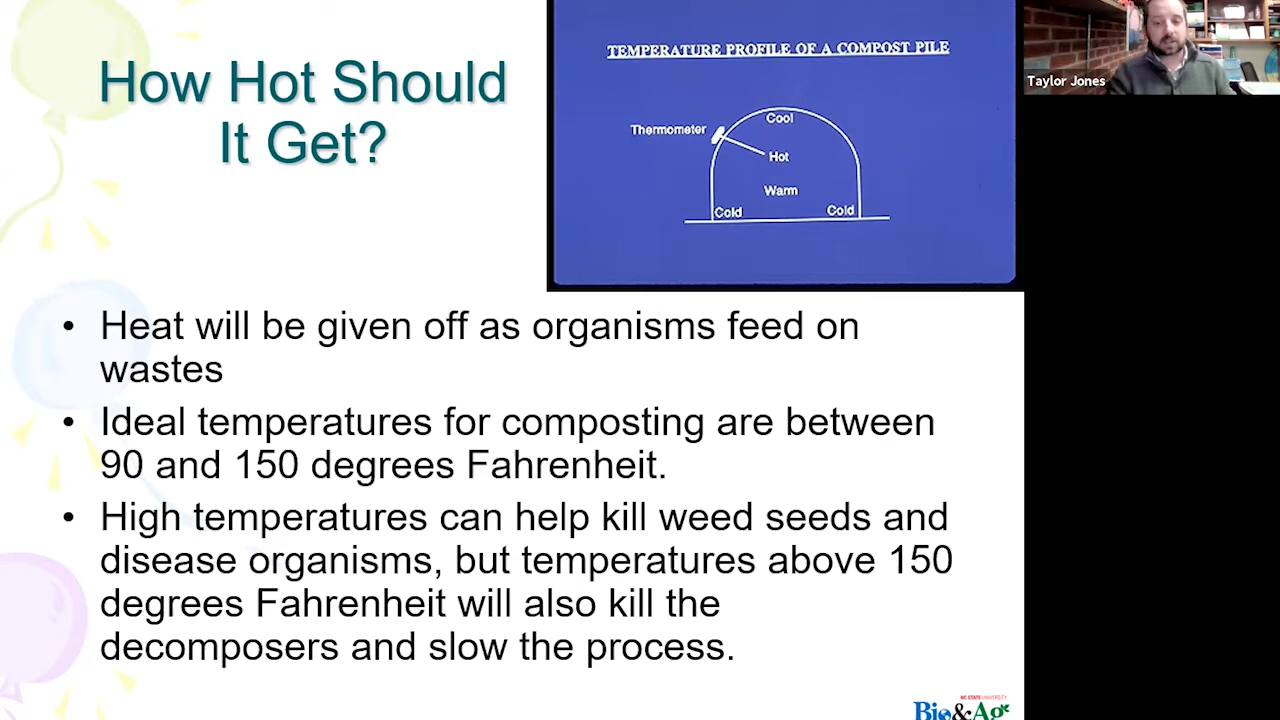 How Hot Should
It Get?
TEMPERATURE PROFILE OF A COMPOST PILE
Cool
Thermometer
Hot
Warm
Cold
Cold
Taylor Jones
• Heat will be given off as organisms feed on
wastes
• Ideal temperatures for composting are between
90 and 150 degrees Fahrenheit.
• High temperatures can help kill weed seeds and
disease organisms, but temperatures above 150
degrees Fahrenheit will also kill the
decomposers and slow the process.
NC STATE UNIVERSITY
Bio&Ag